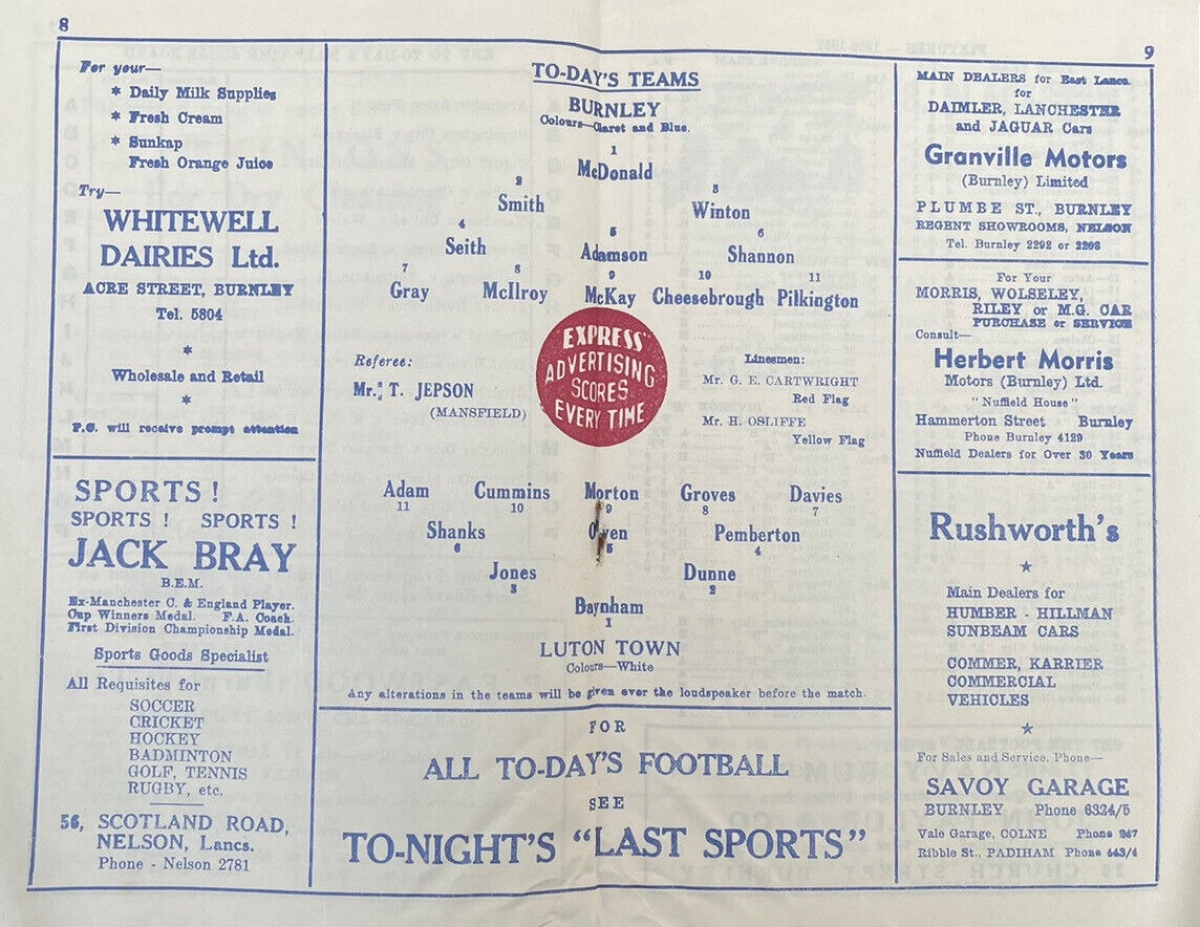 8
For your—
* Daily Milk Supplies
* Fresh Cream
* Sunkap
Fresh Orange Juice
Try—
WHITEWELL
DAIRIES Ltd.
ACRE STREET, BURNLEY
Tel. 5804
*
Wholesale and Retail
*
P.O. will receive prompt attention
SPORTS !
SPORTS ! SPORTS !
JACK BRAY
B.E.M.
Ex-Manchester C. & England Player.
Cup Winners Medal. F.A. Coach.
First Division Championship Medal.
Sports Goods Specialist
All Requisites for
SOCCER
CRICKET
HOCKEY
BADMINTON
GOLF, TENNIS
RUGBY, etc.
56, SCOTLAND ROAD,
NELSON, Lancs.
Phone - Nelson 2781
TO-DAY'S TEAMS
BURNLEY
Colours—Claret and Blue.
1
McDonald
2 3
Smith Winton
4 5 6
Seith Adamson Shannon
7 8 9 10 11
Gray McIlroy McKay Cheesebrough Pilkington
"EXPRESS"
ADVERTISING
SCORES
EVERY TIME
Referee:
Mr. T. JEPSON
(MANSFIELD)
Linesmen:
Mr. G. E. CARTWRIGHT
Red Flag
Mr. H. OSLIFFE
Yellow Flag
Adam Cummins Morton Groves Davies
11 10 9 8 7
Shanks Owen Pemberton
6 5 4
Jones Dunne
3 2
Baynham
1
LUTON TOWN
Colours—White
Any alterations in the teams will be given over the loudspeaker before the match.
FOR
ALL TO-DAY'S FOOTBALL
SEE
TO-NIGHT'S "LAST SPORTS"
9
MAIN DEALERS for East Lancs.
for
DAIMLER, LANCHESTER
and JAGUAR Cars
Granville Motors
(Burnley) Limited
PLUMBE ST., BURNLEY
REGENT SHOWROOMS, NELSON
Tel. Burnley 2292 or
For Your
MORRIS, WOLSELEY,
RILEY or M.G. CAR
PURCHASE or SERVICE
Consult—
Herbert Morris
Motors (Burnley) Ltd.
"Nuffield House"
Hammerton Street Burnley
Phone Burnley 4129
Nuffield Dealers for Over 30 Years
Rushworth's
★
Main Dealers for
HUMBER - HILLMAN
SUNBEAM CARS
COMMER, KARRIER
COMMERCIAL
VEHICLES
★
For Sales and Service, Phone—
SAVOY GARAGE
BURNLEY Phone 6324/5
Vale Garage, COLNE Phone
Ribble St., PADIHAM Phone